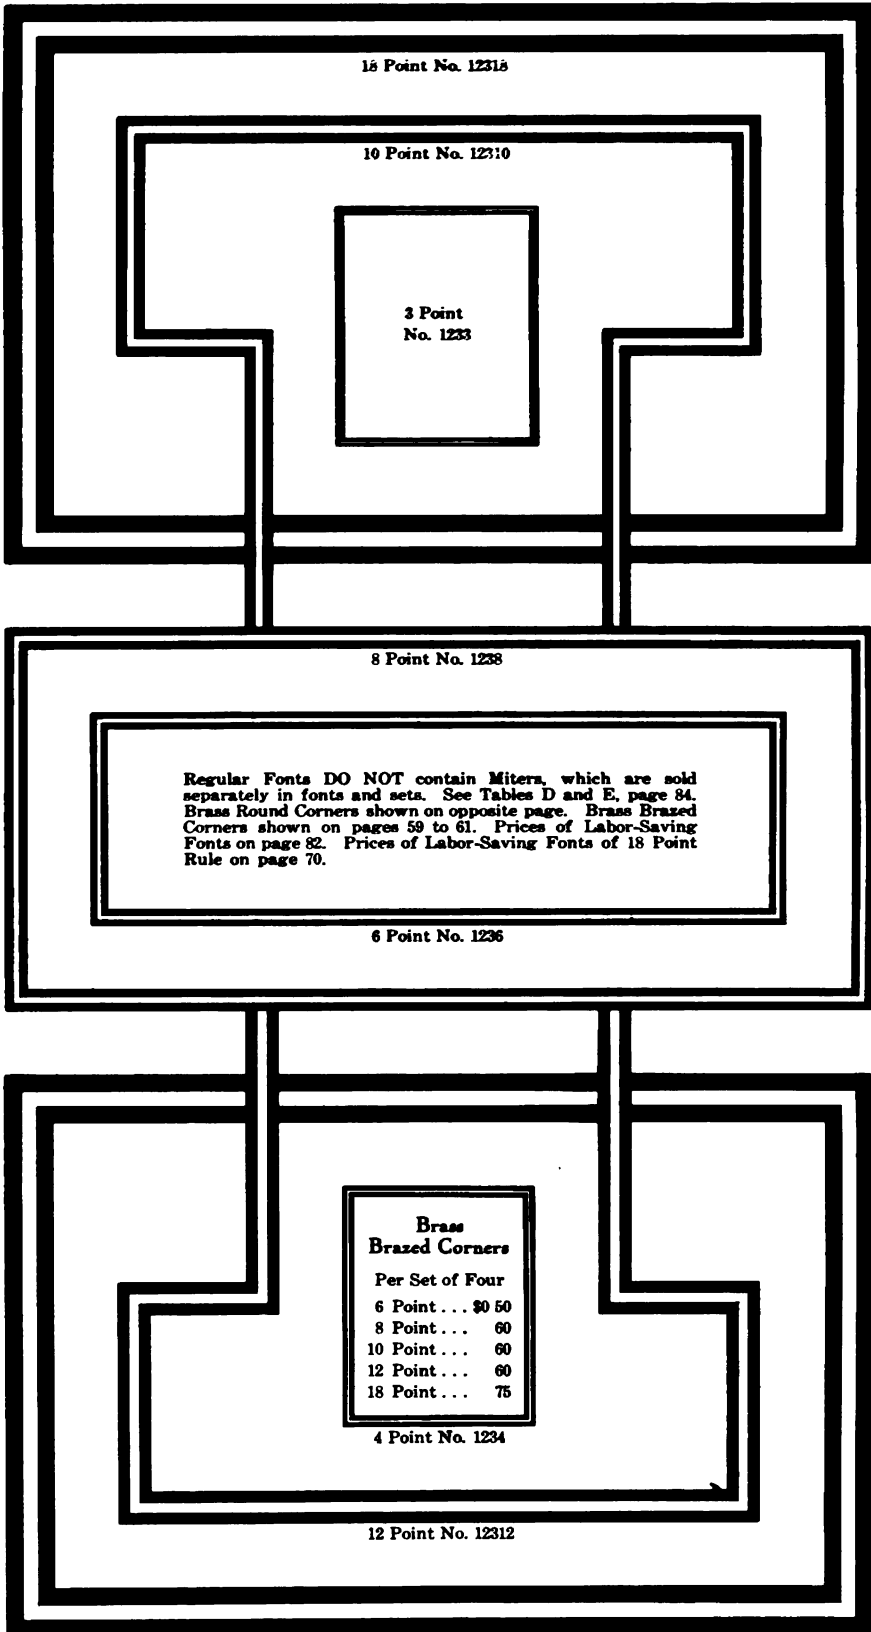 18 Point No. 12318
10 Point No. 12310
3 Point
No. 1233
8 Point No. 1238
Regular Fonts DO NOT contain Miters, which are sold
separately in fonts and sets. See Tables D and E, page 84.
Brass Round Corners shown on opposite page. Brass Brazed
Corners shown on pages 59 to 61. Prices of Labor-Saving
Fonts on page 82. Prices of Labor-Saving Fonts of 18 Point
Rule on page 70.
6 Point No. 1236
Brass
Brazed Corners
Per Set of Four
6 Point . . . $0 50
8 Point . . . 60
10 Point . . . 60
12 Point . . . 60
18 Point . . . 75
4 Point No. 1234
12 Point No. 12312